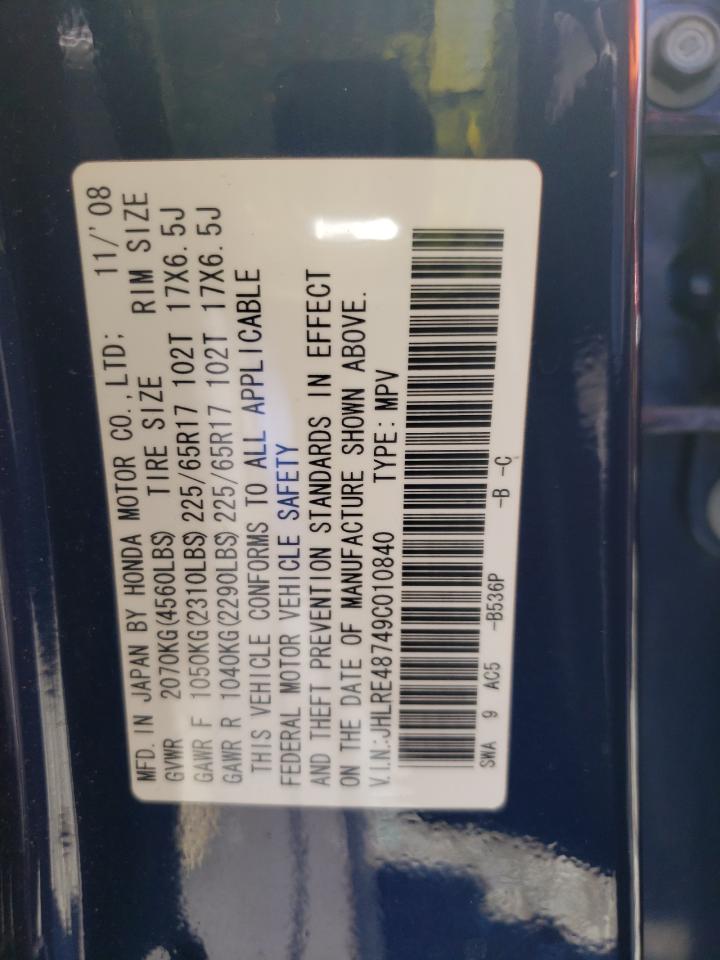 MFD. IN JAPAN BY HONDA MOTOR CO.,LTD; 11/'08
GVWR 2070KG(4560LBS) TIRE SIZE RIM SIZE
GAWR F 1050KG(2310LBS) 225/65R17 102T 17X6.5J
GAWR R 1040KG(2290LBS) 225/65R17 102T 17X6.5J
THIS VEHICLE CONFORMS TO ALL APPLICABLE
FEDERAL MOTOR VEHICLE SAFETY
AND THEFT PREVENTION STANDARDS IN EFFECT
ON THE DATE OF MANUFACTURE SHOWN ABOVE.
V.I.N.:JHLRE48749C010840 TYPE: MPV
SWA 9 AC5 -B536P -B -C